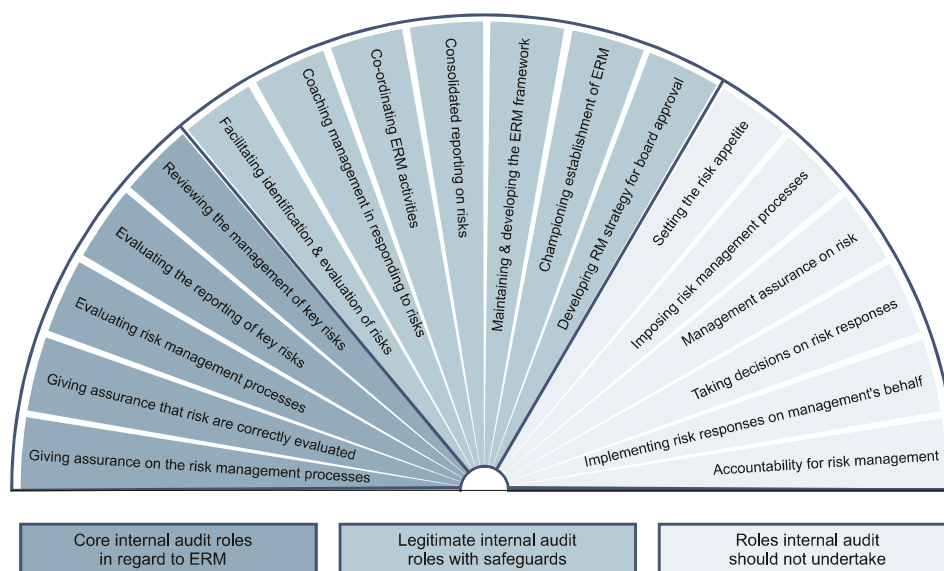 Giving assurance on the risk management processes
Giving assurance that risk are correctly evaluated
Evaluating risk management processes
Evaluating the reporting of key risks
Reviewing the management of key risks
Facilitating identification & evaluation of risks
Coaching management in responding to risks
Co-ordinating ERM activities
Consolidated reporting on risks
Maintaining & developing the ERM framework
Championing establishment of ERM
Developing RM strategy for board approval
Setting the risk appetite
Imposing risk management processes
Management assurance on risk
Taking decisions on risk responses
Implementing risk responses on management's behalf
Accountability for risk management
Core internal audit roles
in regard to ERM
Legitimate internal audit
roles with safeguards
Roles internal audit
should not undertake